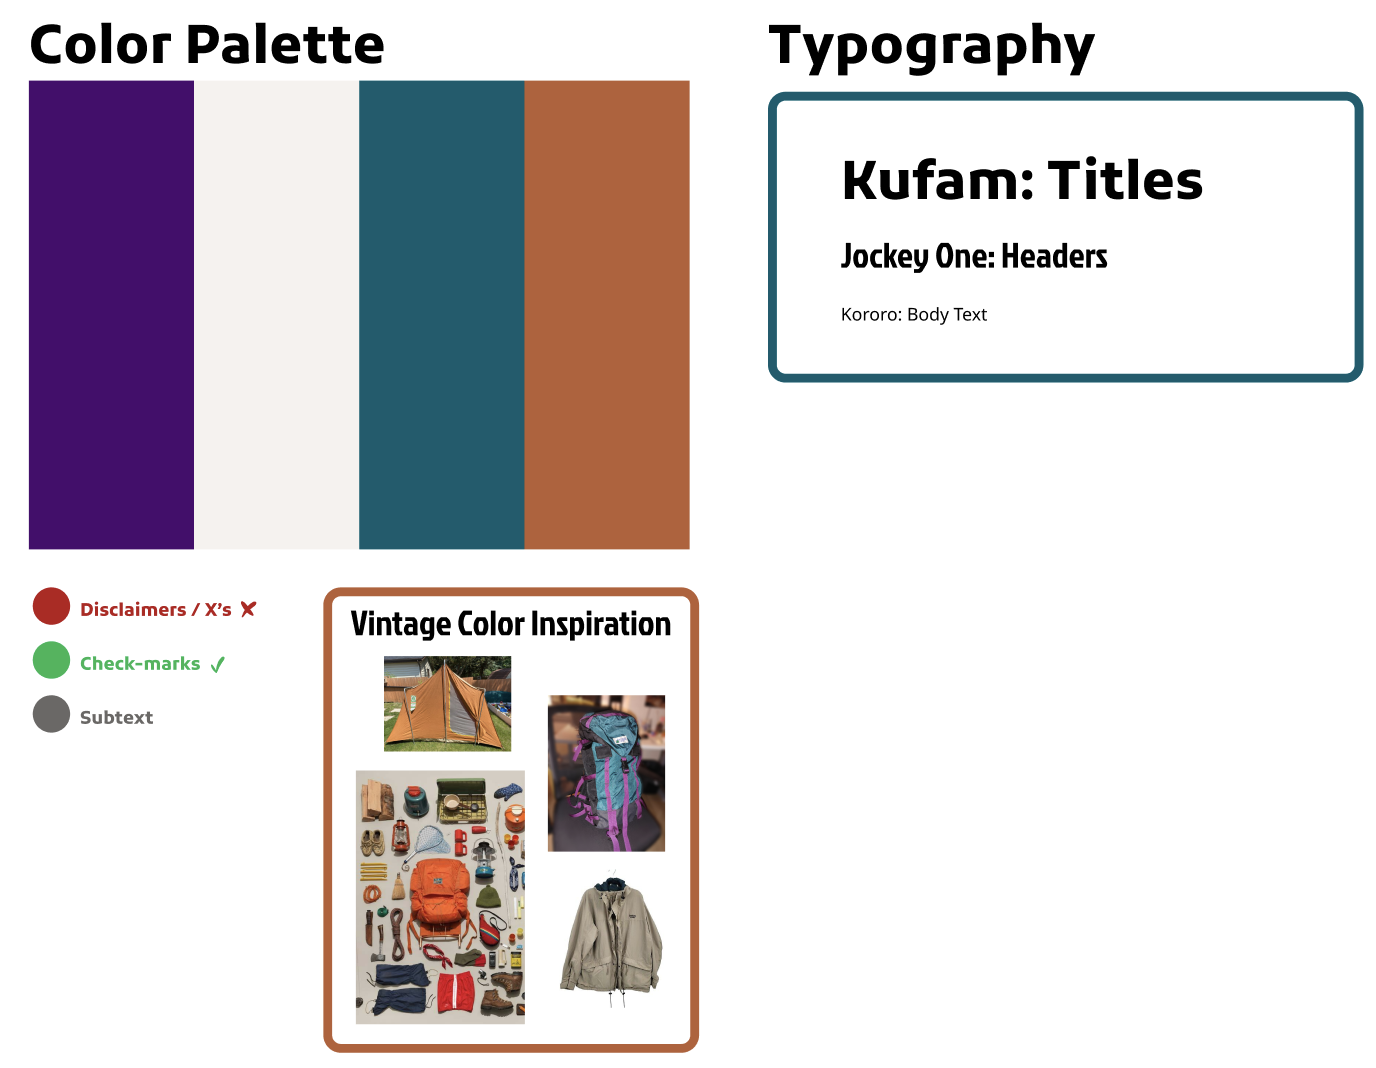 Color Palette
Typography
Kufam: Titles
Jockey One: Headers
Kororo: Body Text
Disclaimers / X's ✘
Check-marks ✓
Subtext
Vintage Color Inspiration